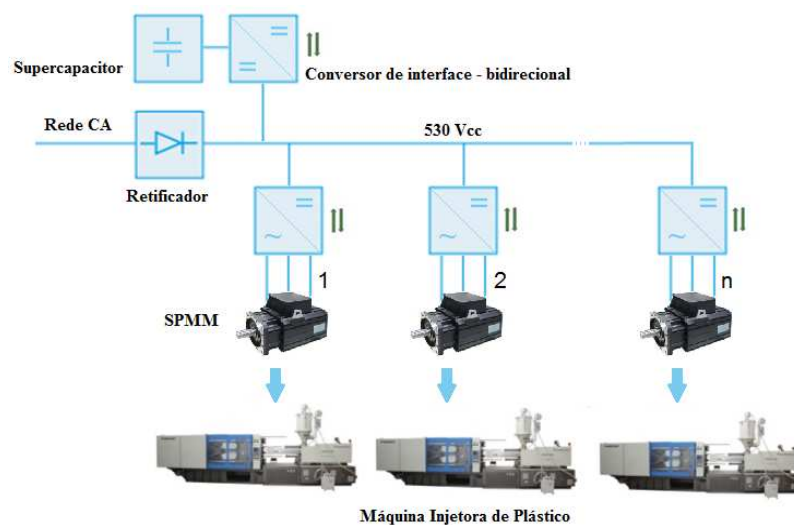 Supercapacitor
Conversor de interface - bidirecional
Rede CA
530 Vcc
Retificador
1
2
n
SPMM
Máquina Injetora de Plástico